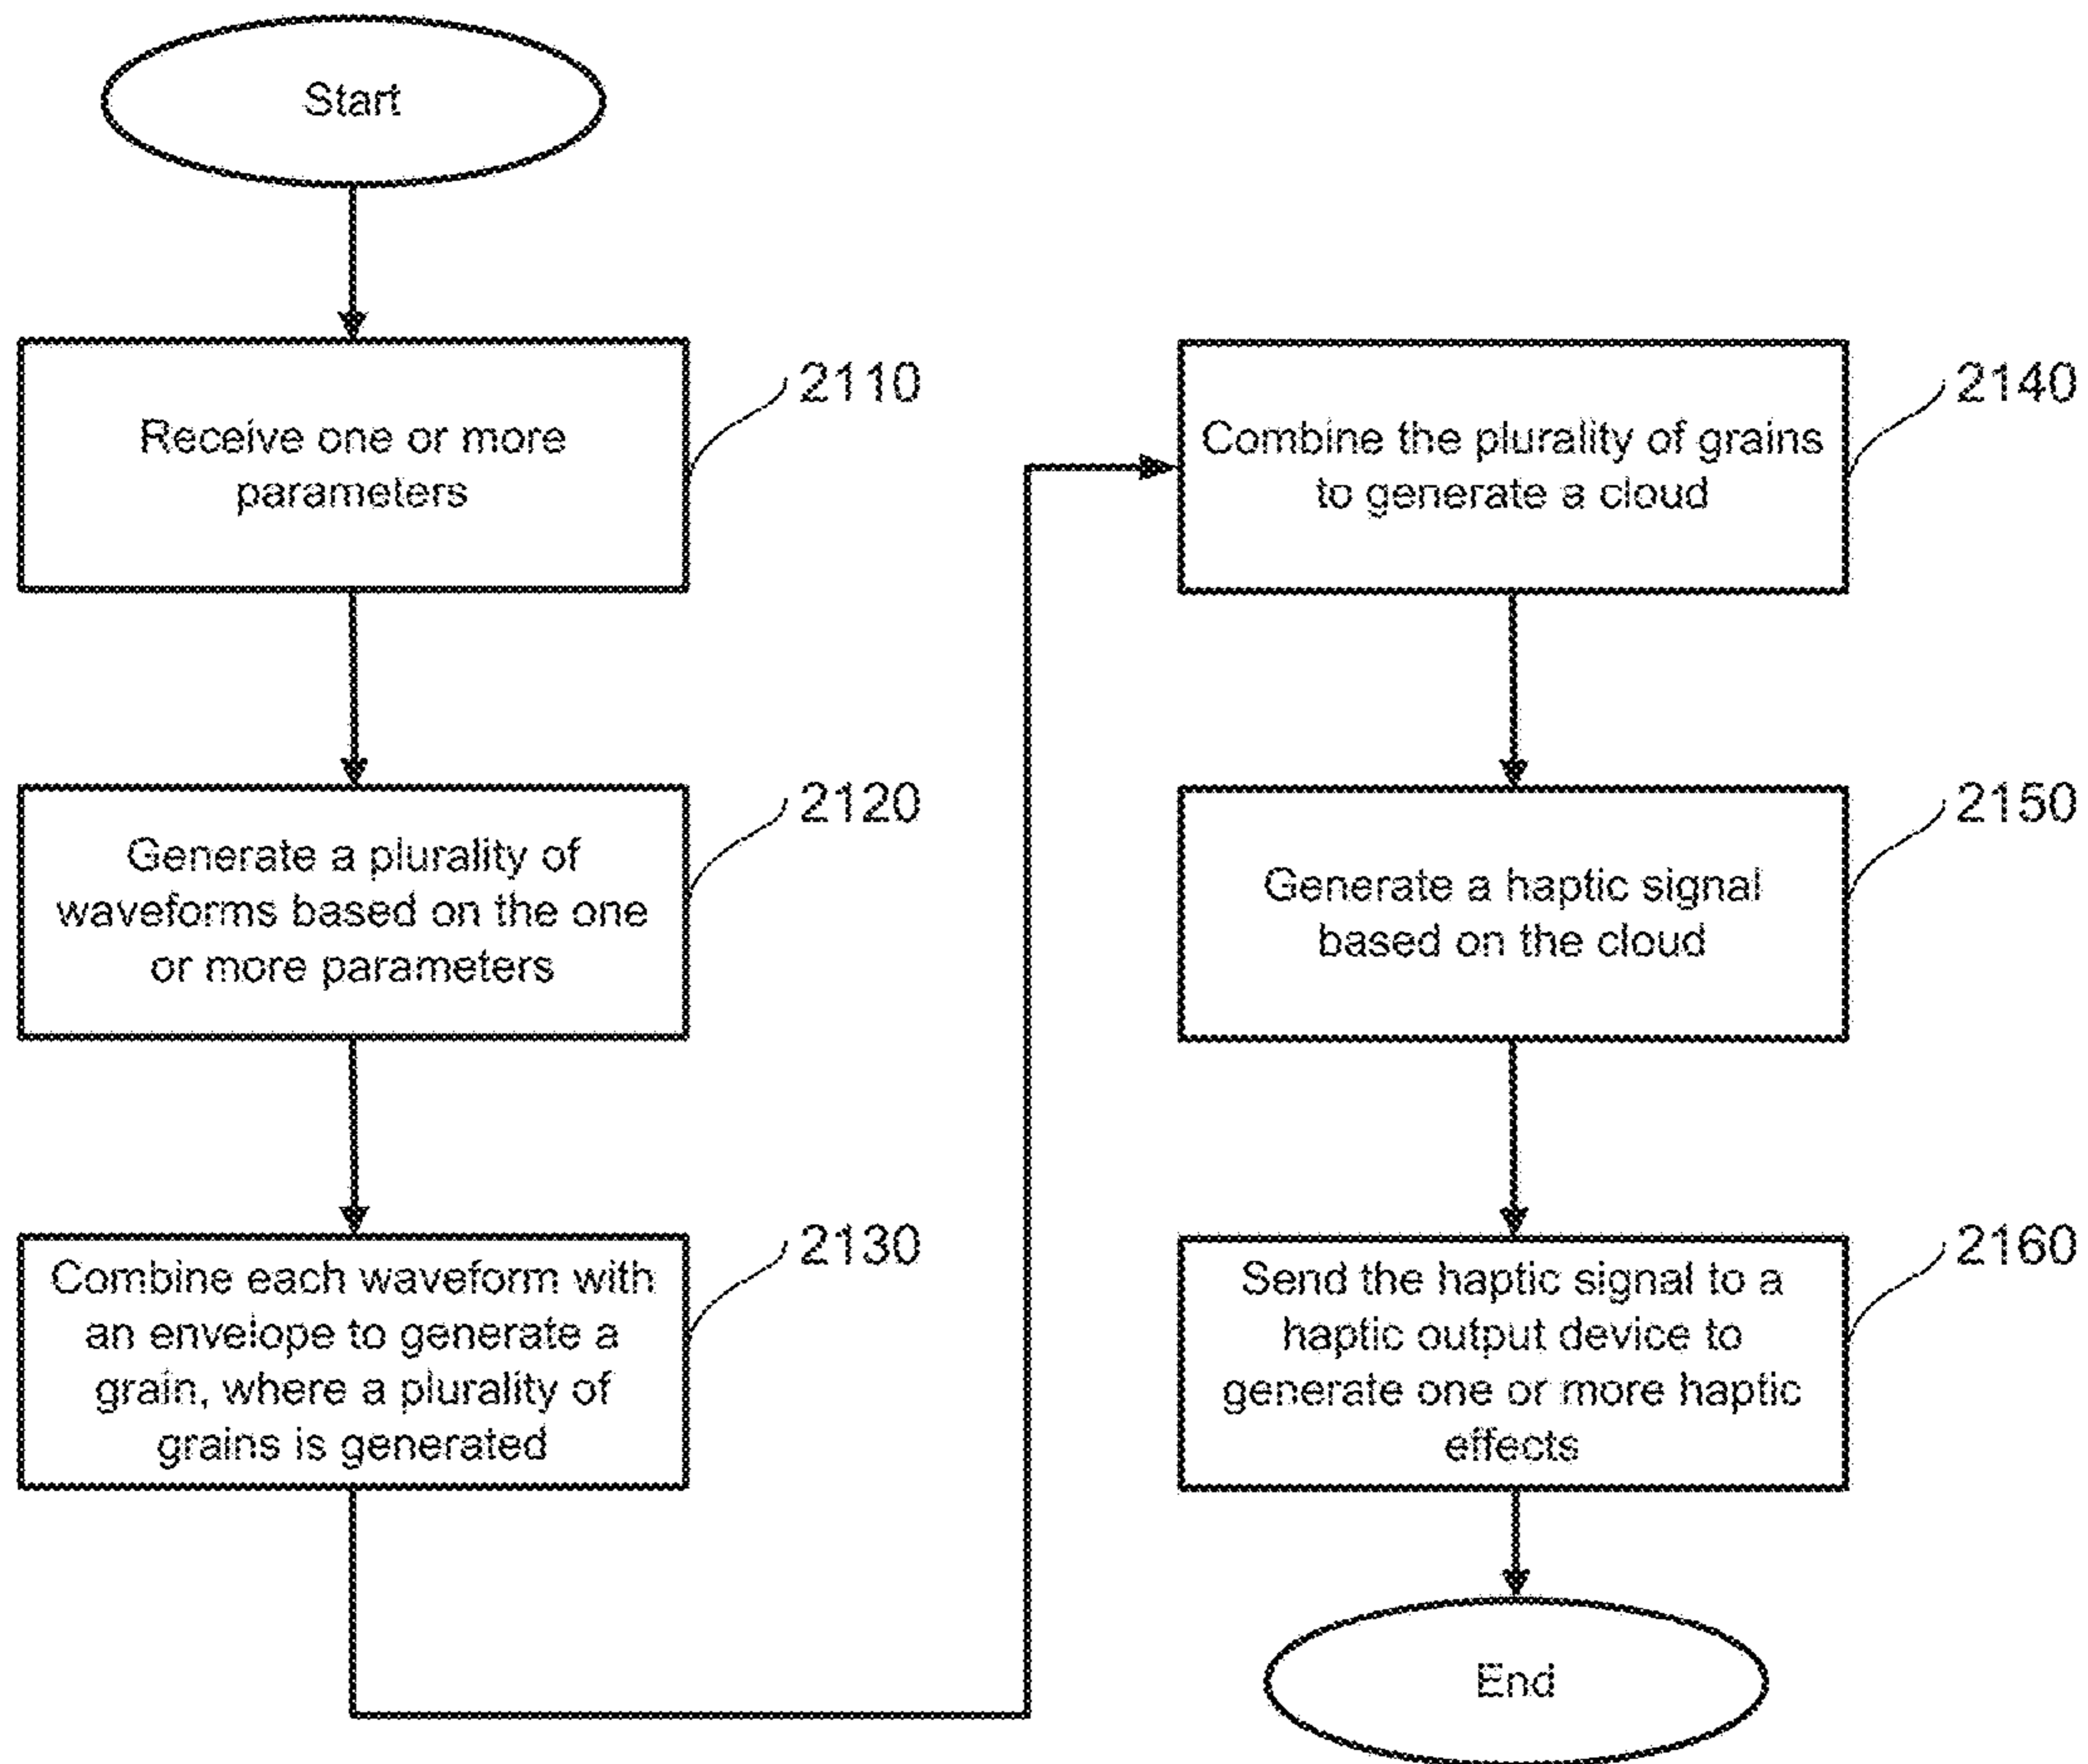 Start
Receive one or more
parameters
2110
Generate a plurality of
waveforms based on the one
or more parameters
2120
Combine each waveform with
an envelope to generate a
grain, where a plurality of
grains is generated
2130
Combine the plurality of grains
to generate a cloud
2140
Generate a haptic signal
based on the cloud
2150
Send the haptic signal to a
haptic output device to
generate one or more haptic
effects
2160
End